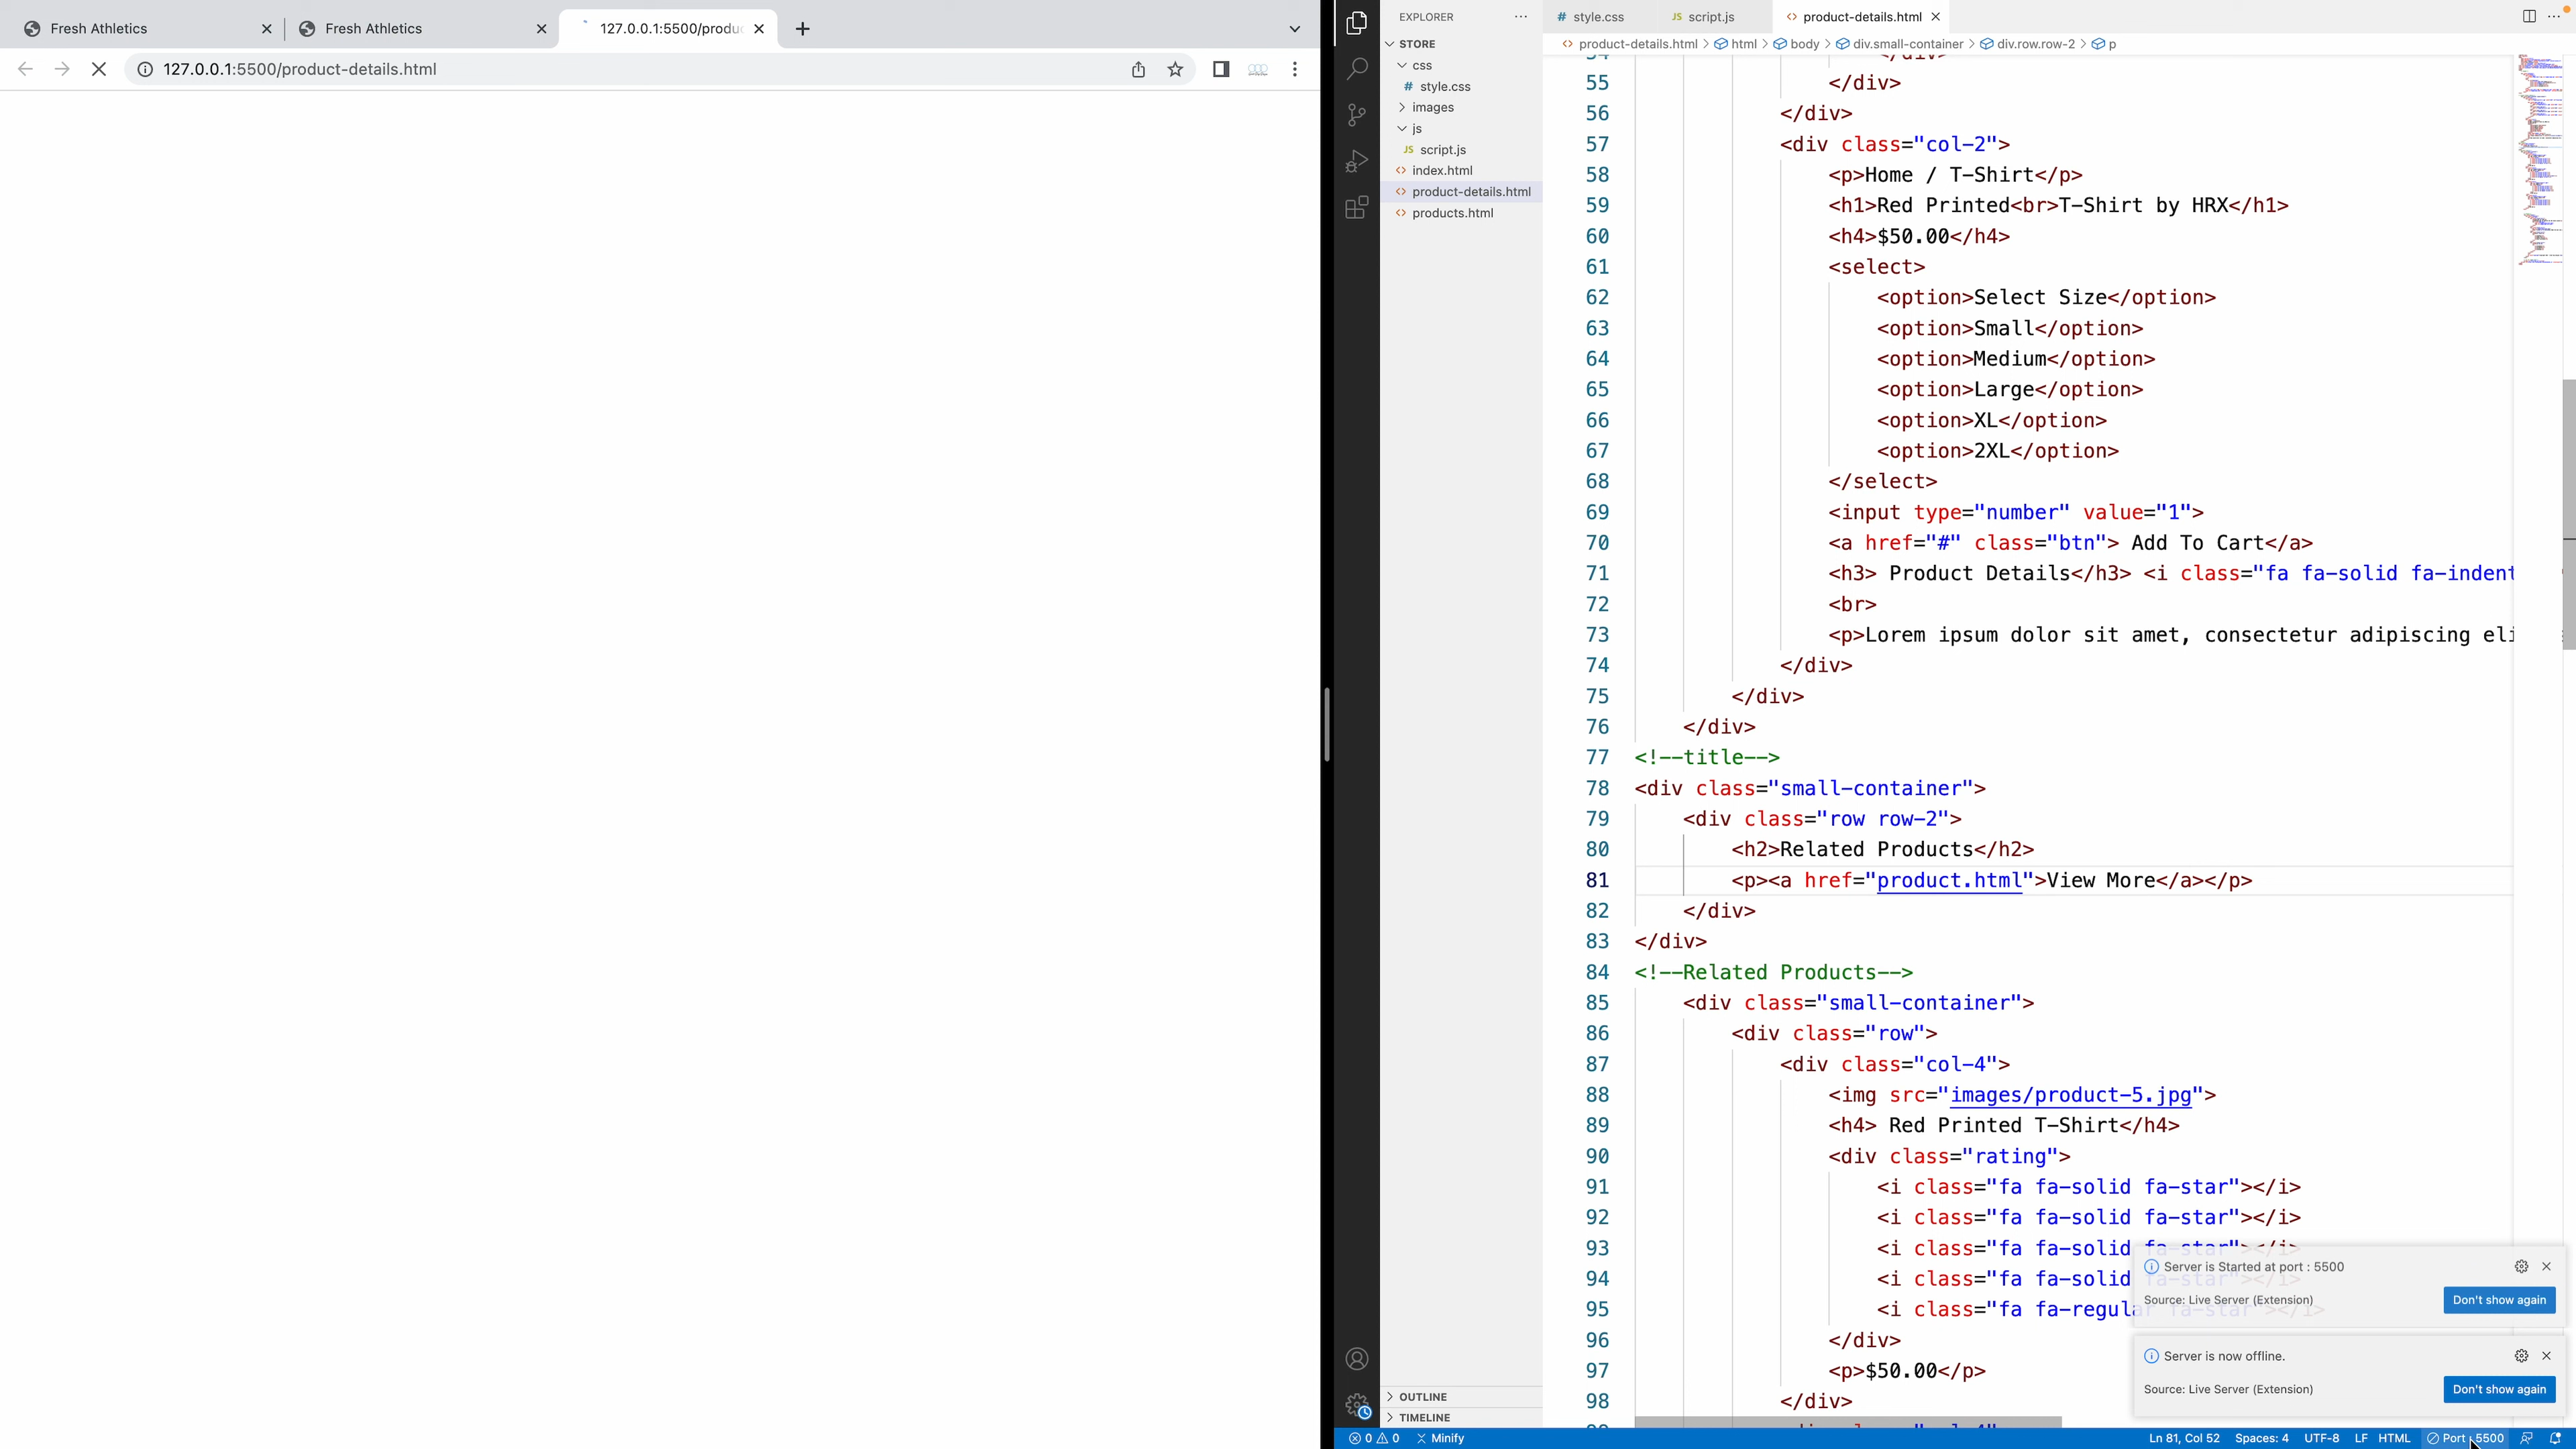 Fresh Athletics
Fresh Athletics
127.0.0.1:5500/produc
127.0.0.1:5500/product-details.html
EXPLORER
STORE
css
# style.css
images
js
JS script.js
<> index.html
<> product-details.html
<> products.html
OUTLINE
TIMELINE
# style.css
JS script.js
<> product-details.html
<> product-details.html > html > body > div.small-container > div.row.row-2 > p
55 </div>
56 </div>
57 <div class="col-2">
58 <p>Home / T-Shirt</p>
59 <h1>Red Printed<br>T-Shirt by HRX</h1>
60 <h4>$50.00</h4>
61 <select>
62 <option>Select Size</option>
63 <option>Small</option>
64 <option>Medium</option>
65 <option>Large</option>
66 <option>XL</option>
67 <option>2XL</option>
68 </select>
69 <input type="number" value="1">
70 <a href="#" class="btn"> Add To Cart</a>
71 <h3> Product Details</h3> <i class="fa fa-solid fa-indent
72 <br>
73 <p>Lorem ipsum dolor sit amet, consectetur adipiscing eli
74 </div>
75 </div>
76 </div>
77 <!--title-->
78 <div class="small-container">
79 <div class="row row-2">
80 <h2>Related Products</h2>
81 <p><a href="product.html">View More</a></p>
82 </div>
83 </div>
84 <!--Related Products-->
85 <div class="small-container">
86 <div class="row">
87 <div class="col-4">
88 <img src="images/product-5.jpg">
89 <h4> Red Printed T-Shirt</h4>
90 <div class="rating">
91 <i class="fa fa-solid fa-star"></i>
92 <i class="fa fa-solid fa-star"></i>
93 <i class="fa fa-solid fa-star"></i>
94 <i class="fa fa-solid fa-star"></i>
95 <i class="fa fa-regular fa-star"></i>
96 </div>
97 <p>$50.00</p>
98 </div>
Server is Started at port : 5500
Source: Live Server (Extension)
Don't show again
Server is now offline.
Source: Live Server (Extension)
Don't show again
0 0 Minify
Ln 81, Col 52 Spaces: 4 UTF-8 LF HTML Port : 5500